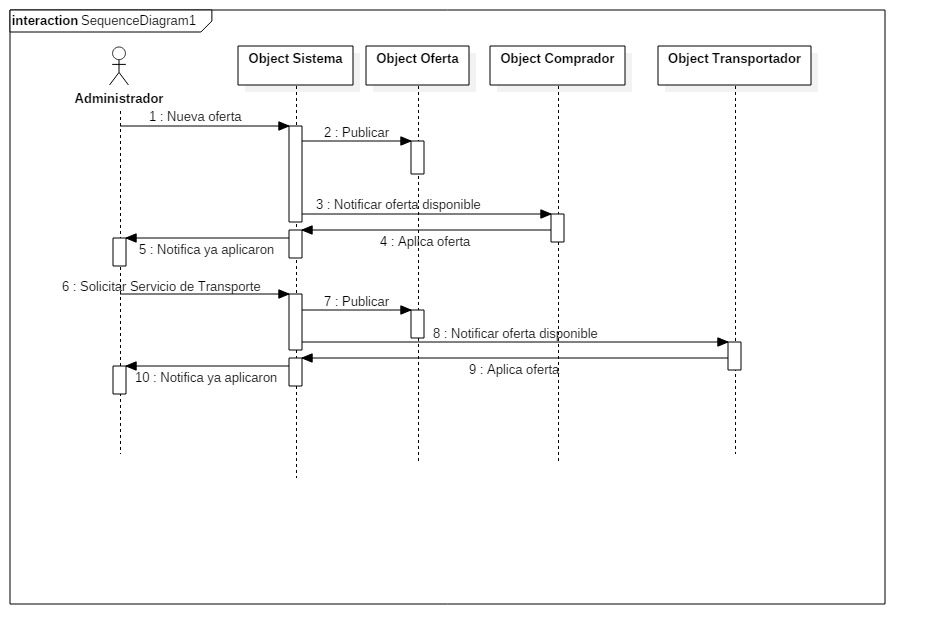 interaction SequenceDiagram1
Object Sistema
Object Oferta
Object Comprador
Object Transportador
Administrador
1 : Nueva oferta
2 : Publicar
3 : Notificar oferta disponible
4 : Aplica oferta
5 : Notifica ya aplicaron
6 : Solicitar Servicio de Transporte
7 : Publicar
8 : Notificar oferta disponible
9 : Aplica oferta
10 : Notifica ya aplicaron